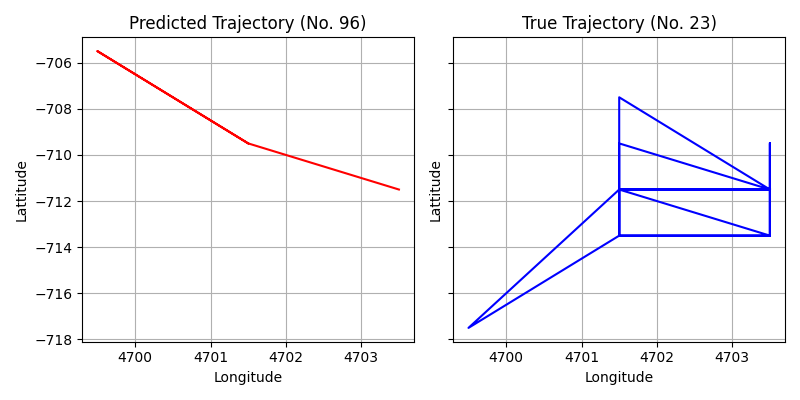 Predicted Trajectory (No. 96)
True Trajectory (No. 23)
−706
−708
−710
−712
−714
−716
−718
Lattitude
Lattitude
4700
4701
4702
4703
4700
4701
4702
4703
Longitude
Longitude